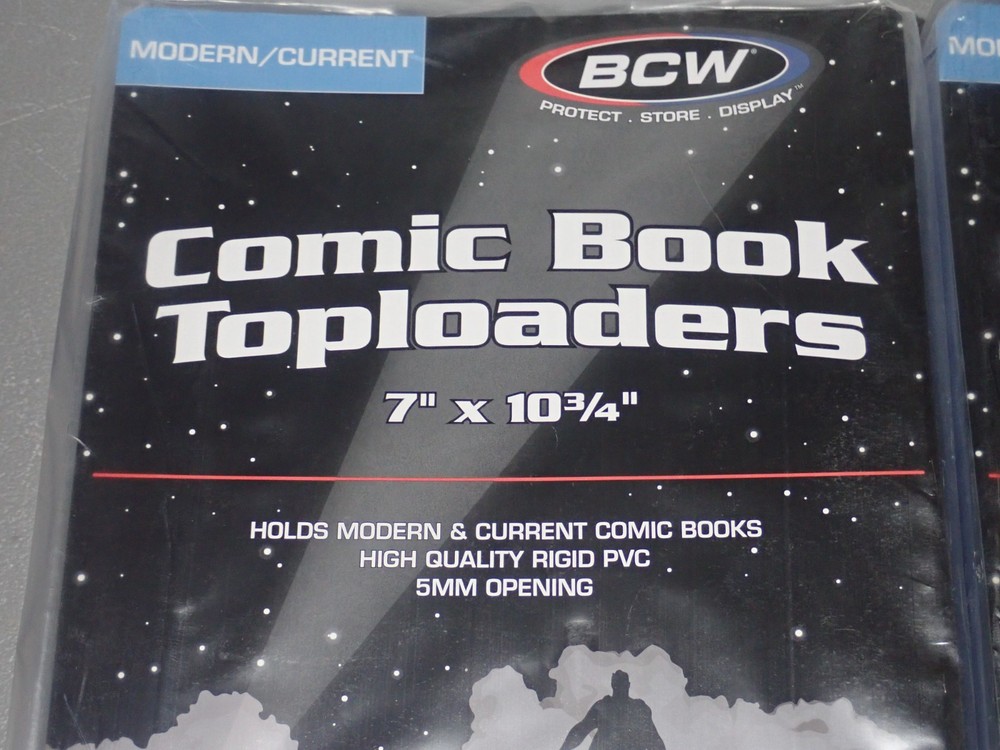 MODERN/CURRENT
BCW
PROTECT . STORE . DISPLAY™
Comic Book
Toploaders
7" x 10¾"
HOLDS MODERN & CURRENT COMIC BOOKS
HIGH QUALITY RIGID PVC
5MM OPENING
MO